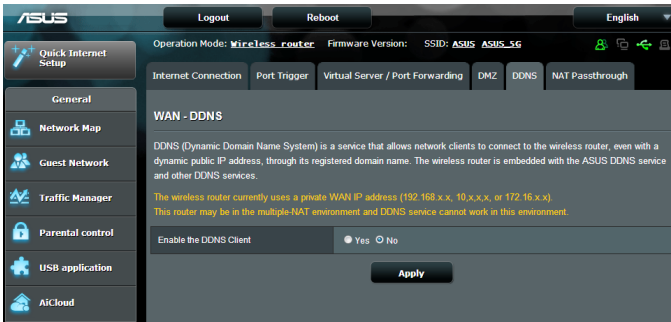 ASUS
Logout
Reboot
English
Quick Internet
Setup
Operation Mode: Wireless router Firmware Version: SSID: ASUS ASUS_5G
Internet Connection
Port Trigger
Virtual Server / Port Forwarding
DMZ
DDNS
NAT Passthrough
General
Network Map
Guest Network
Traffic Manager
Parental control
USB application
AiCloud
WAN - DDNS
DDNS (Dynamic Domain Name System) is a service that allows network clients to connect to the wireless router, even with a
dynamic public IP address, through its registered domain name. The wireless router is embedded with the ASUS DDNS service
and other DDNS services.
The wireless router currently uses a private WAN IP address (192.168.x.x, 10,x,x,x, or 172.16.x.x).
This router may be in the multiple-NAT environment and DDNS service cannot work in this environment.
Enable the DDNS Client
Yes
No
Apply